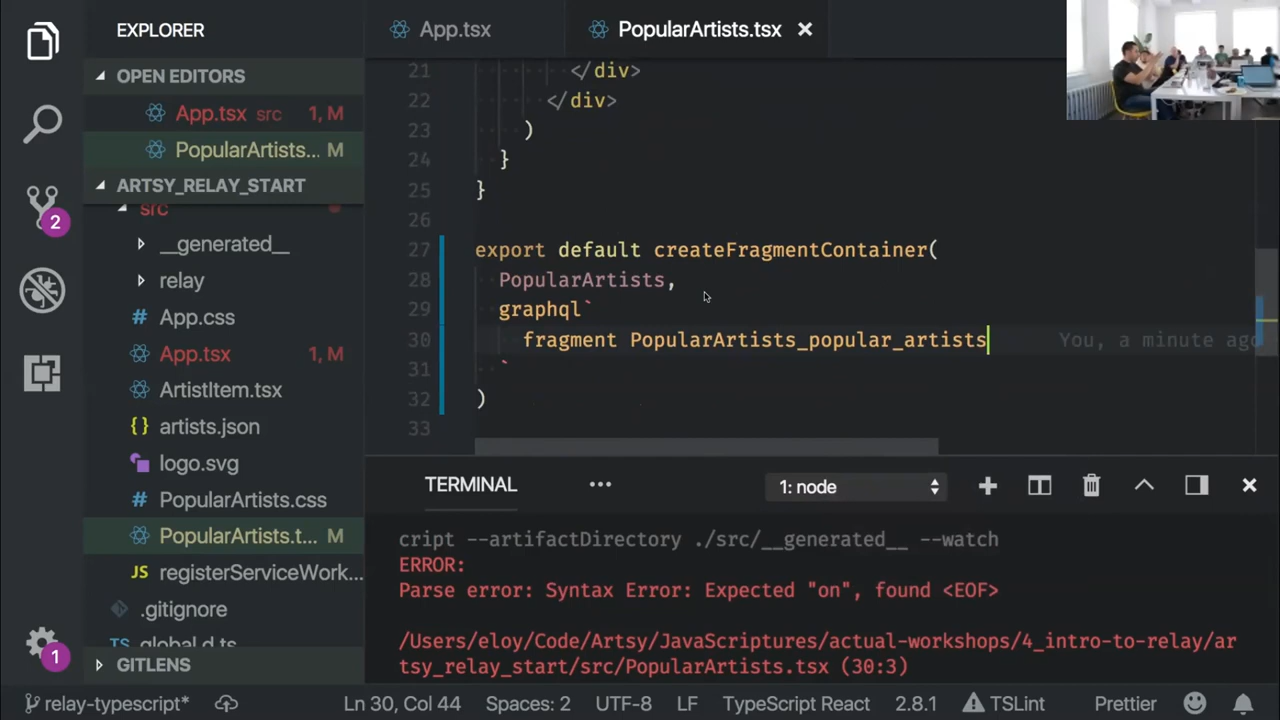 EXPLORER
OPEN EDITORS
App.tsx src 1, M
PopularArtists... M
ARTSY_RELAY_START
src
__generated__
relay
App.css
App.tsx 1, M
ArtistItem.tsx
artists.json
logo.svg
PopularArtists.css
PopularArtists.t... M
JS registerServiceWork...
.gitignore
TS global.d.ts
GITLENS
2
1
App.tsx
PopularArtists.tsx
21 </div>
22 </div>
23 )
24 }
25 }
26
27 export default createFragmentContainer(
28 PopularArtists,
29 graphql`
30 fragment PopularArtists_popular_artists You, a minute ago
31 `
32 )
33
TERMINAL
1: node
cript --artifactDirectory ./src/__generated__ --watch
ERROR:
Parse error: Syntax Error: Expected "on", found <EOF>
/Users/eloy/Code/Artsy/JavaScriptures/actual-workshops/4_intro-to-relay/ar
tsy_relay_start/src/PopularArtists.tsx (30:3)
relay-typescript* Ln 30, Col 44 Spaces: 2 UTF-8 LF TypeScript React 2.8.1 TSLint Prettier